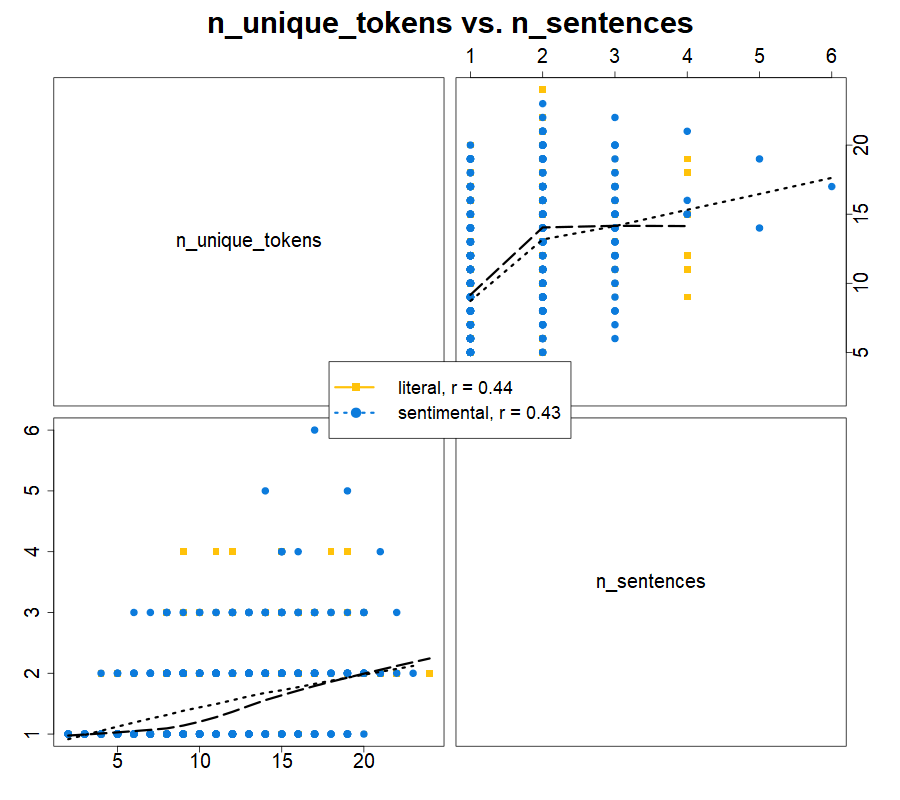 n_unique_tokens vs. n_sentences
1 2 3 4 5 6
n_unique_tokens
20
15
10
5
literal, r = 0.44
sentimental, r = 0.43
6
5
4
3
2
1
n_sentences
5 10 15 20